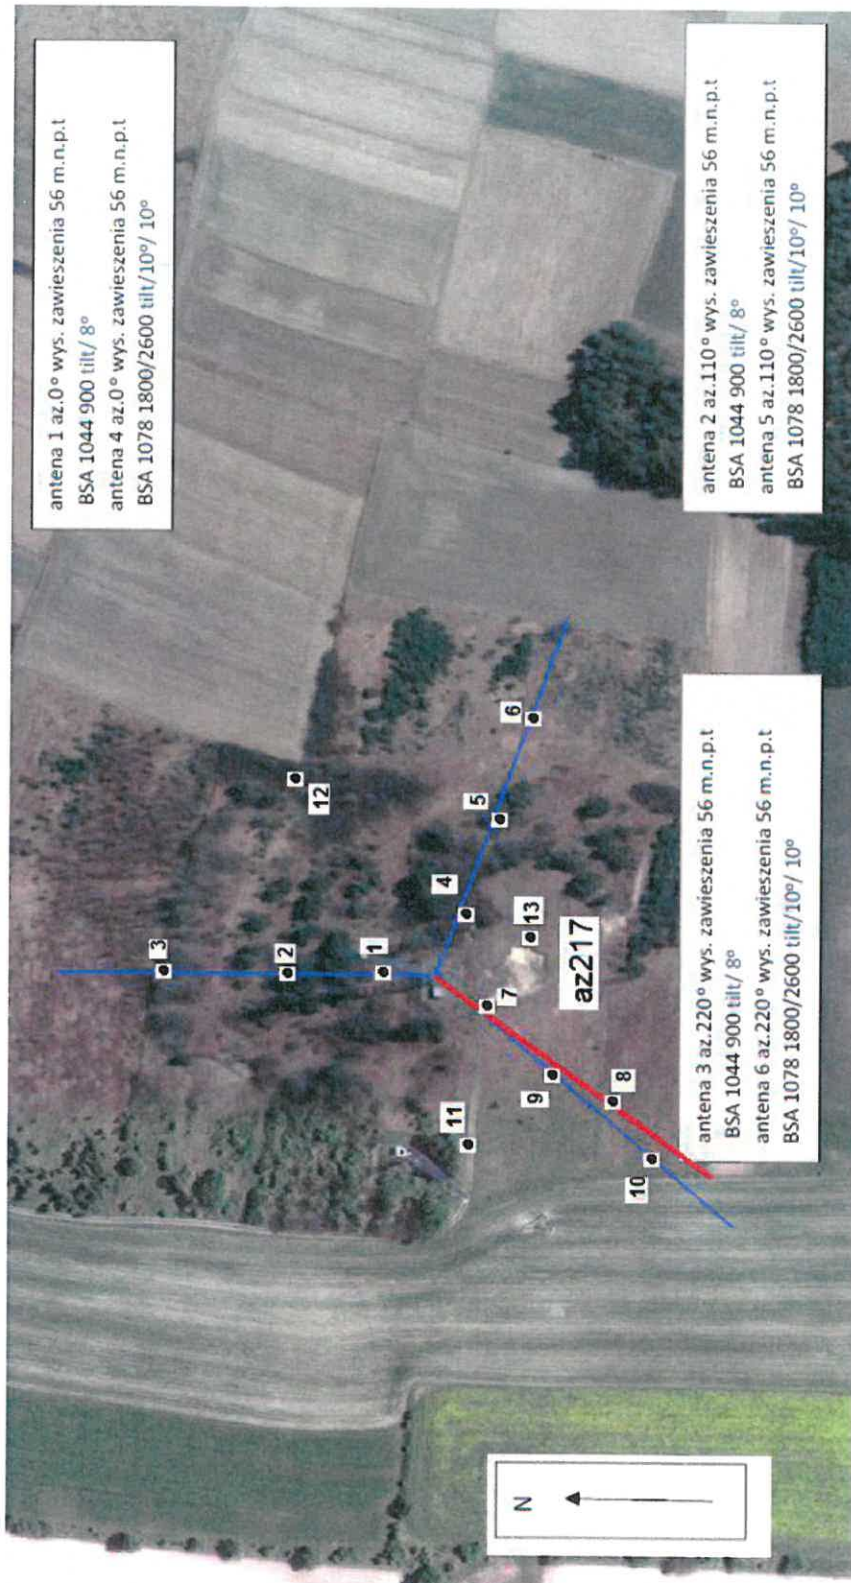 antena 1 az.0° wys. zawieszenia 56 m.n.p.t
BSA 1044 900 tilt/ 8°
antena 4 az.0° wys. zawieszenia 56 m.n.p.t
BSA 1078 1800/2600 tilt/10°/ 10°
3
2
1
12
4
5
6
11
7
13
9
8
10
az217
antena 3 az.220° wys. zawieszenia 56 m.n.p.t
BSA 1044 900 tilt/ 8°
antena 6 az.220° wys. zawieszenia 56 m.n.p.t
BSA 1078 1800/2600 tilt/10°/ 10°
antena 2 az.110° wys. zawieszenia 56 m.n.p.t
BSA 1044 900 tilt/ 8°
antena 5 az.110° wys. zawieszenia 56 m.n.p.t
BSA 1078 1800/2600 tilt/10°/ 10°
N